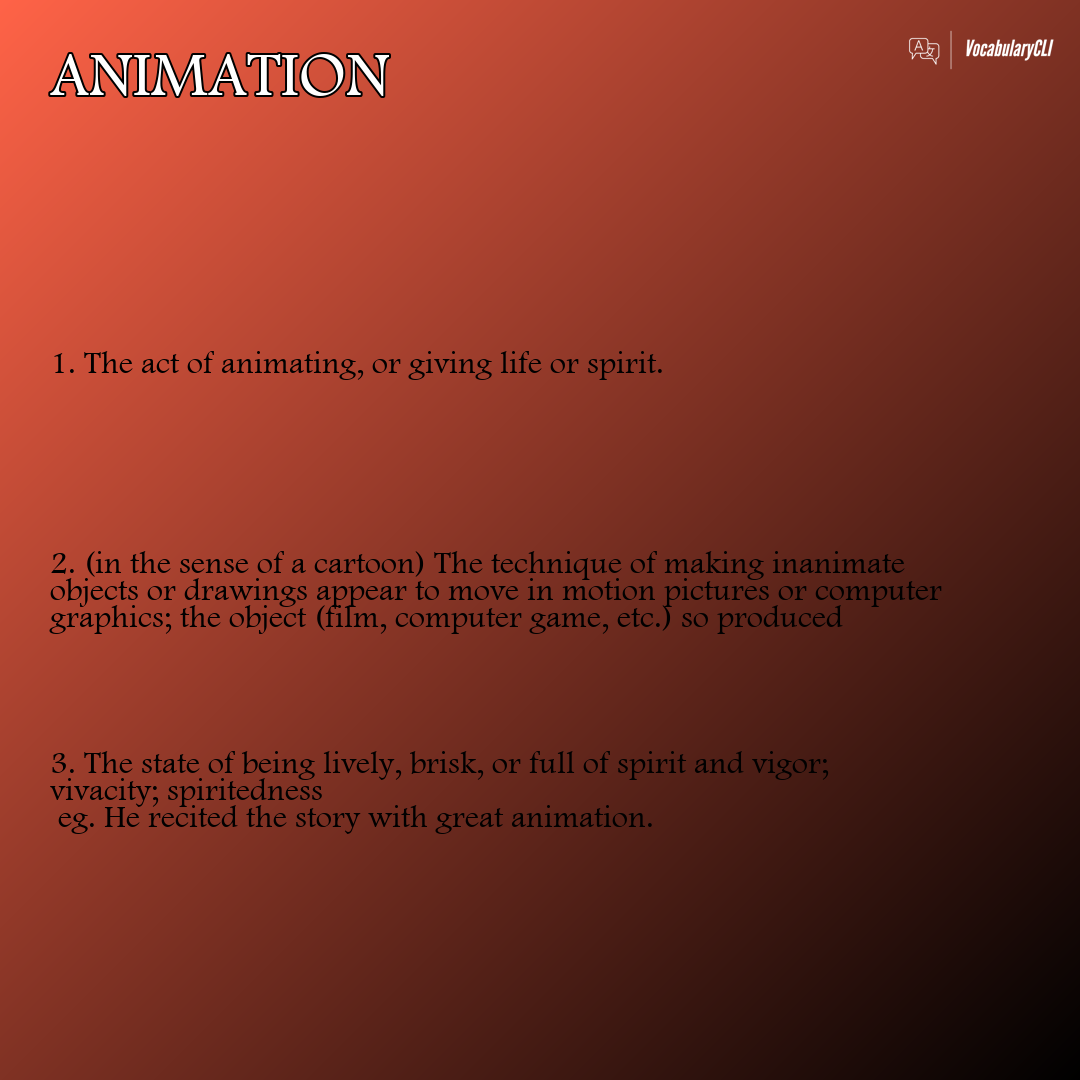 ANIMATION
VocabularyCLI
1. The act of animating, or giving life or spirit.
2. (in the sense of a cartoon) The technique of making inanimate
objects or drawings appear to move in motion pictures or computer
graphics; the object (film, computer game, etc.) so produced
3. The state of being lively, brisk, or full of spirit and vigor;
vivacity; spiritedness
eg. He recited the story with great animation.